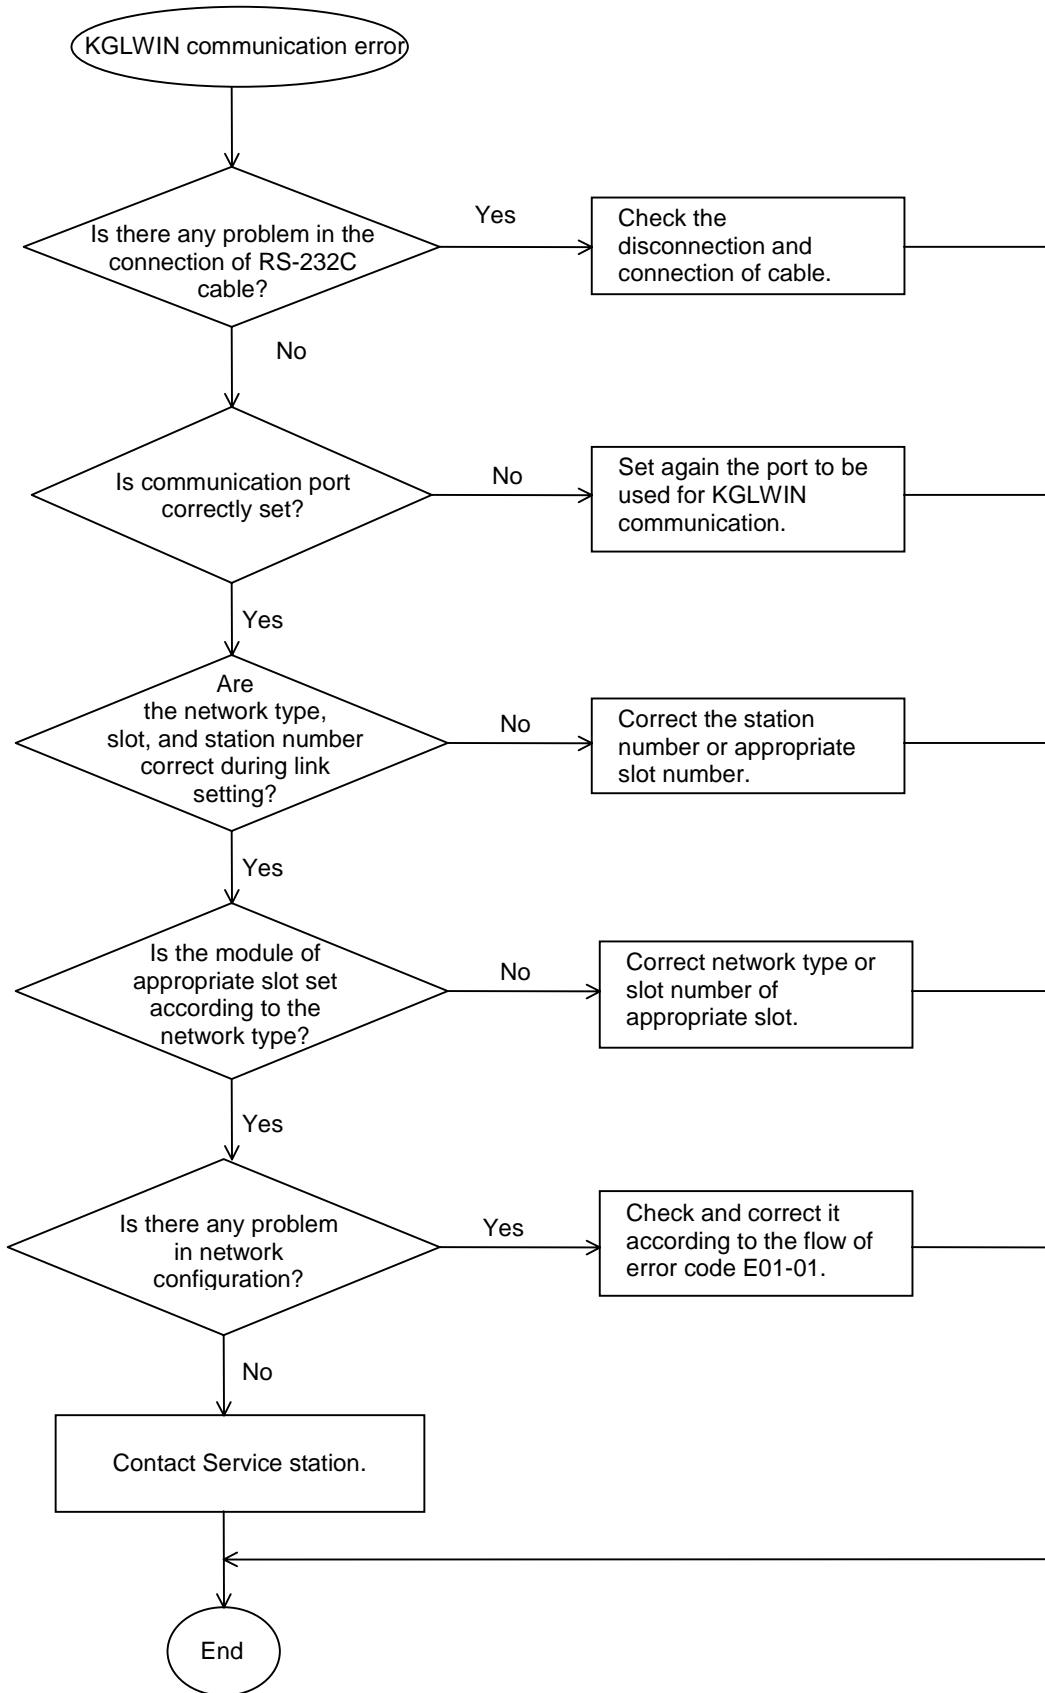 KGLWIN communication error
Is there any problem in the
connection of RS-232C
cable?
Yes
Check the
disconnection and
connection of cable.
No
Is communication port
correctly set?
No
Set again the port to be
used for KGLWIN
communication.
Yes
Are
the network type,
slot, and station number
correct during link
setting?
No
Correct the station
number or appropriate
slot number.
Yes
Is the module of
appropriate slot set
according to the
network type?
No
Correct network type or
slot number of
appropriate slot.
Yes
Is there any problem
in network
configuration?
Yes
Check and correct it
according to the flow of
error code E01-01.
No
Contact Service station.
End